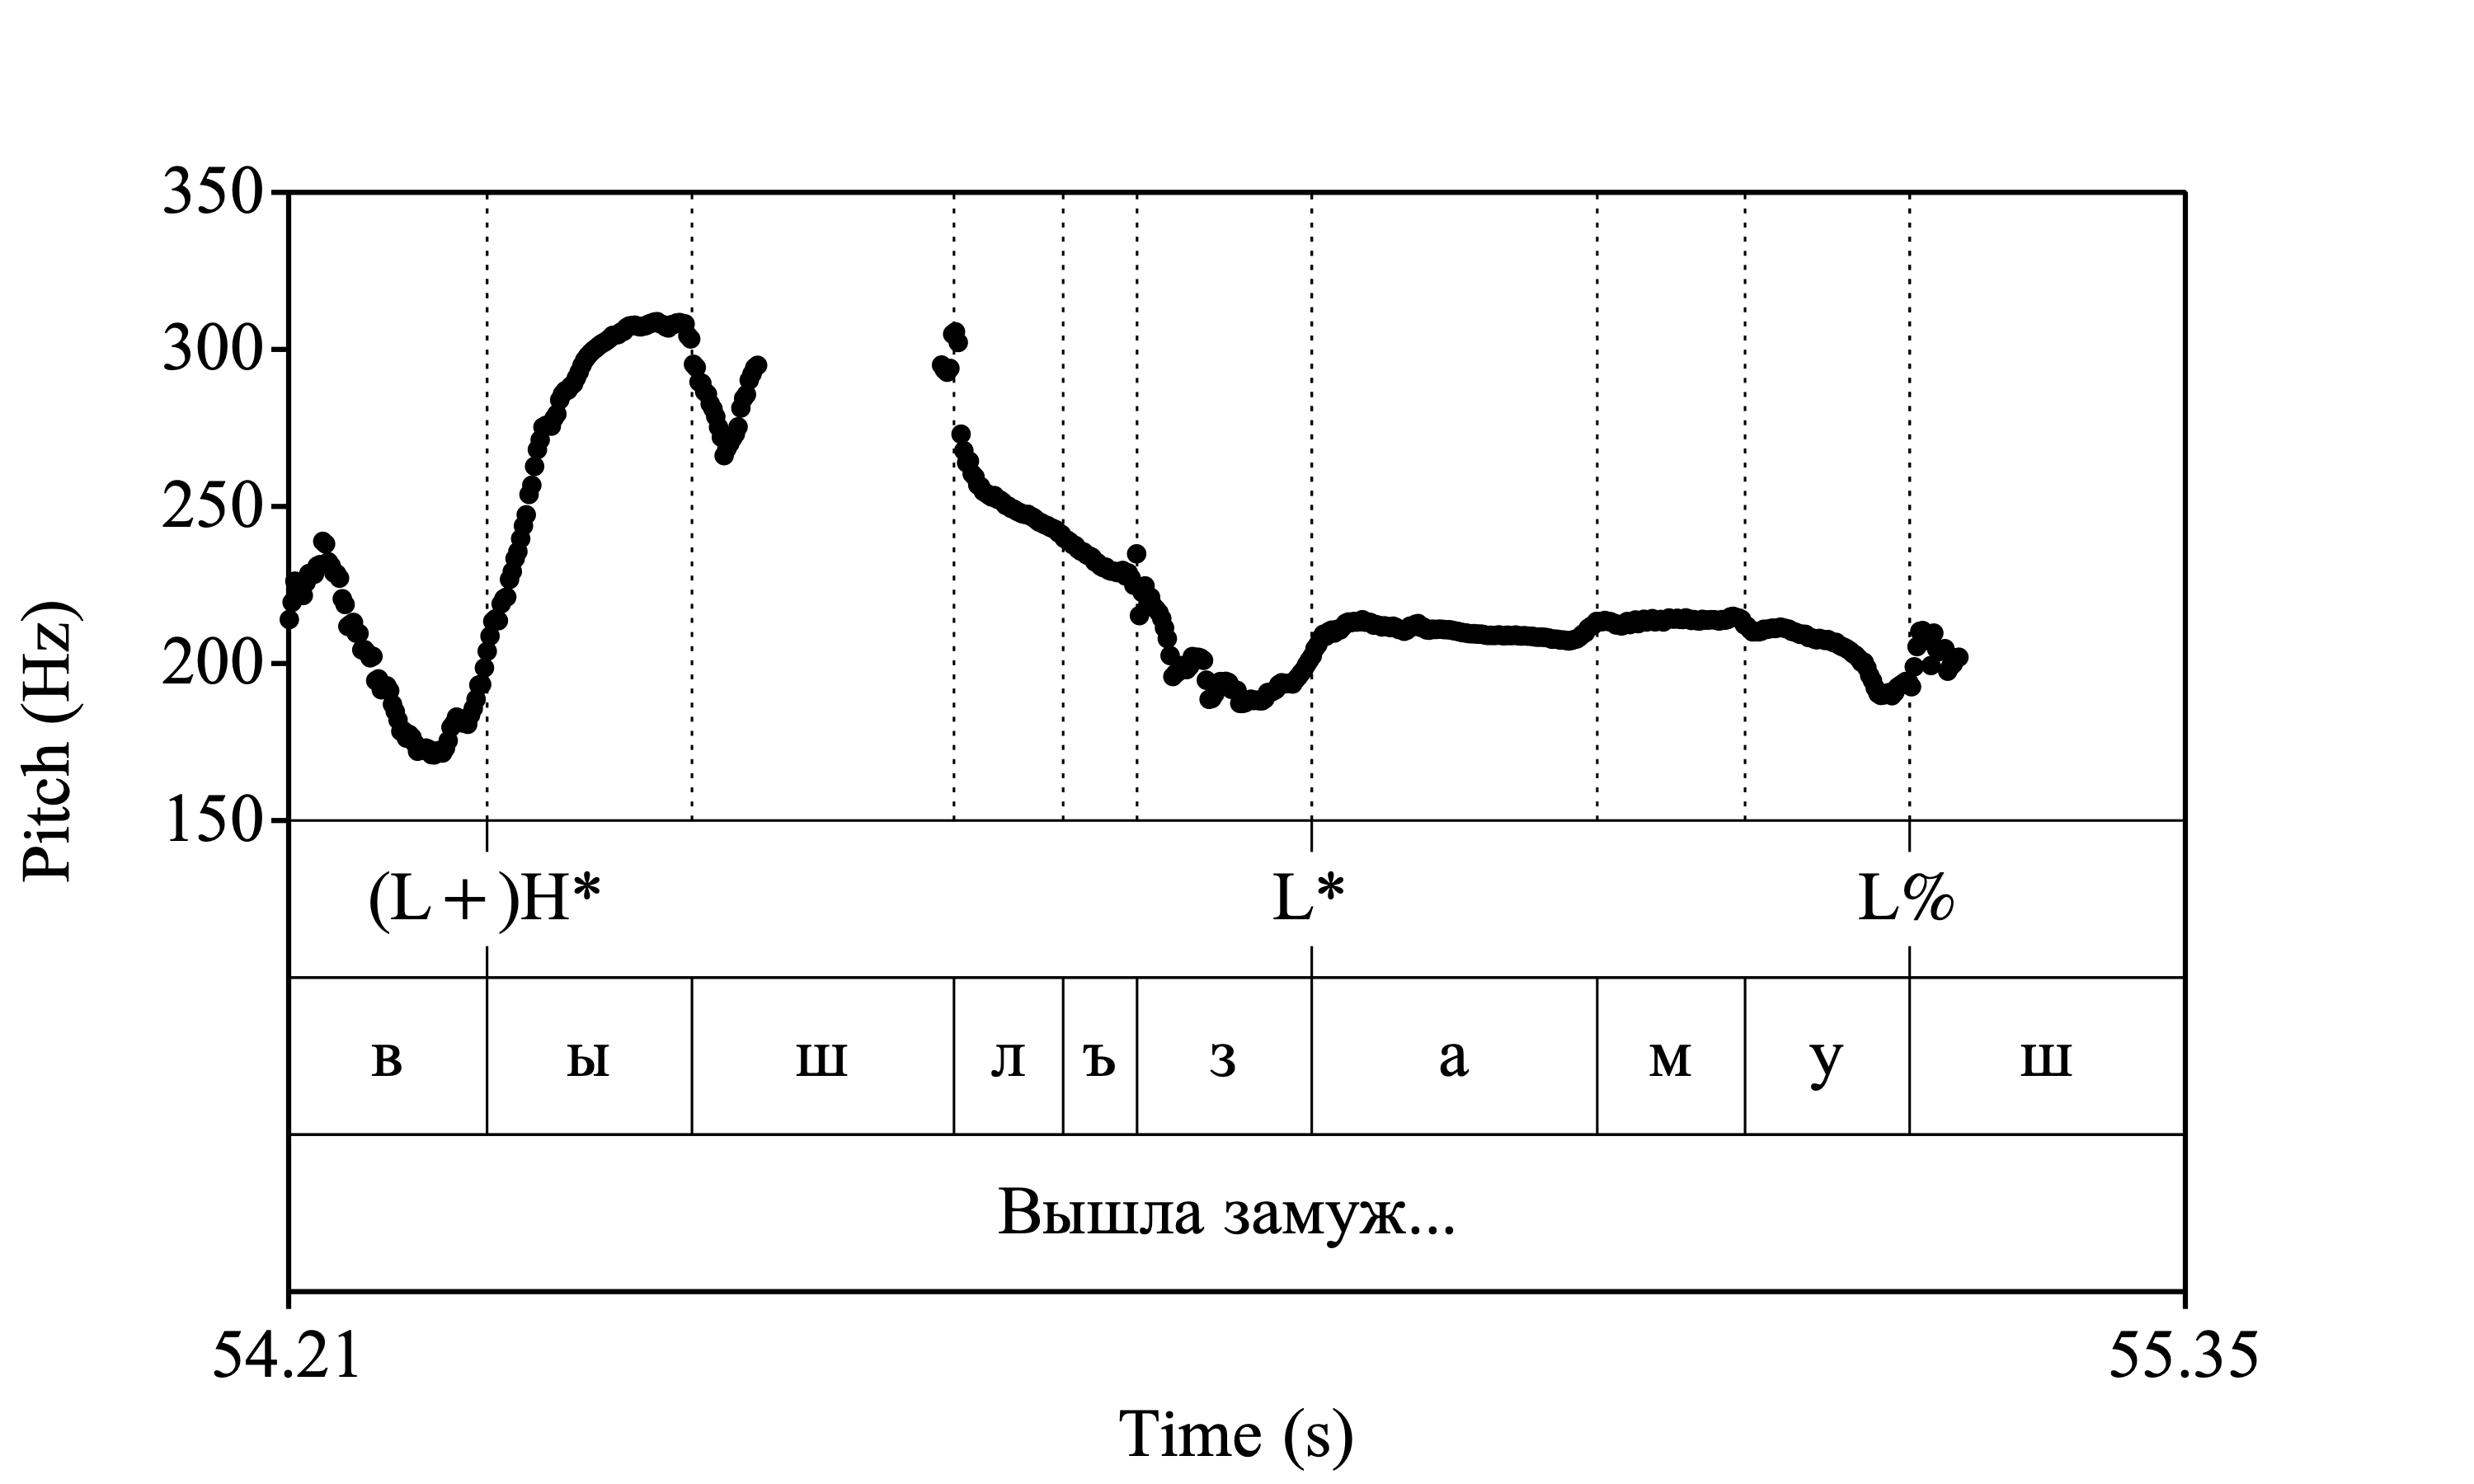 350
300
250
200
150
Pitch (Hz)
(L+)H* L* L%
в ы ш л ъ з а м у ш
Вышла замуж...
54.21 55.35
Time (s)